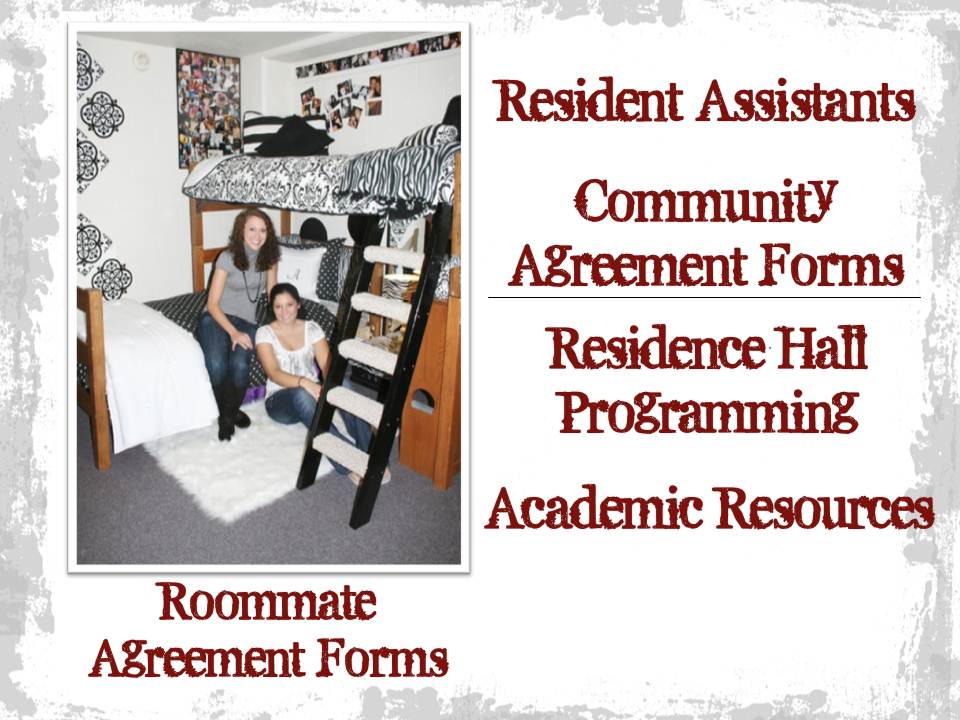 Resident Assistants
Community
Agreement Forms
Residence Hall
Programming
Academic Resources
Roommate
Agreement Forms
A